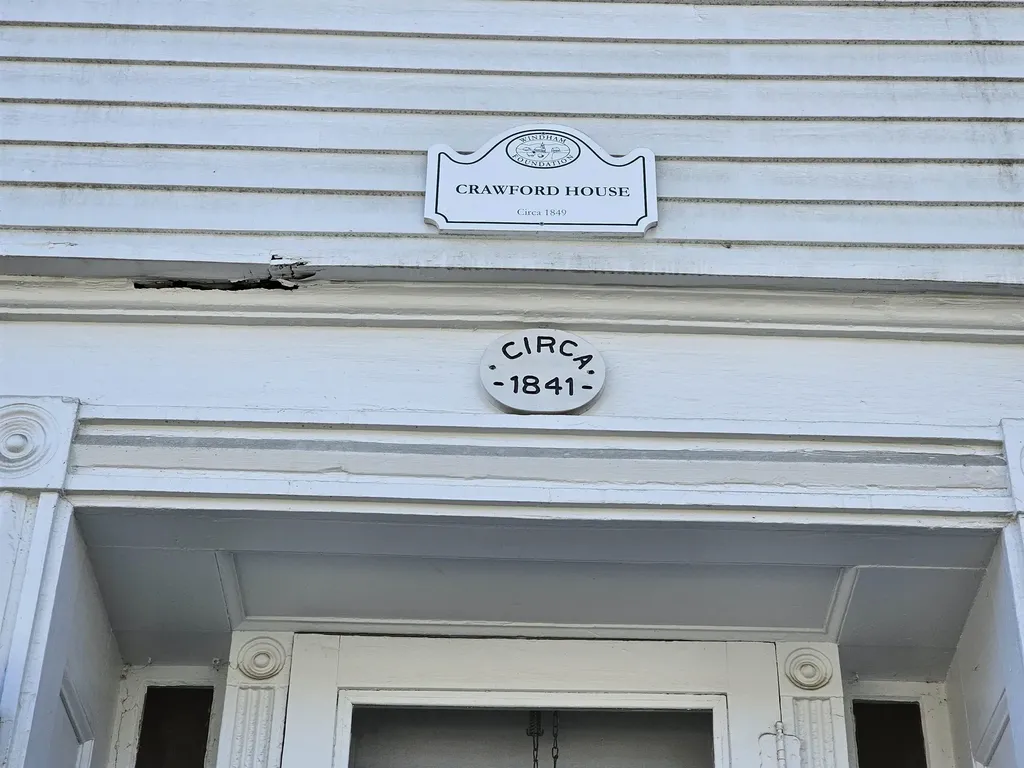 WINDHAM
FOUNDATION
CRAWFORD HOUSE
Circa 1849
CIRCA.
-1841-